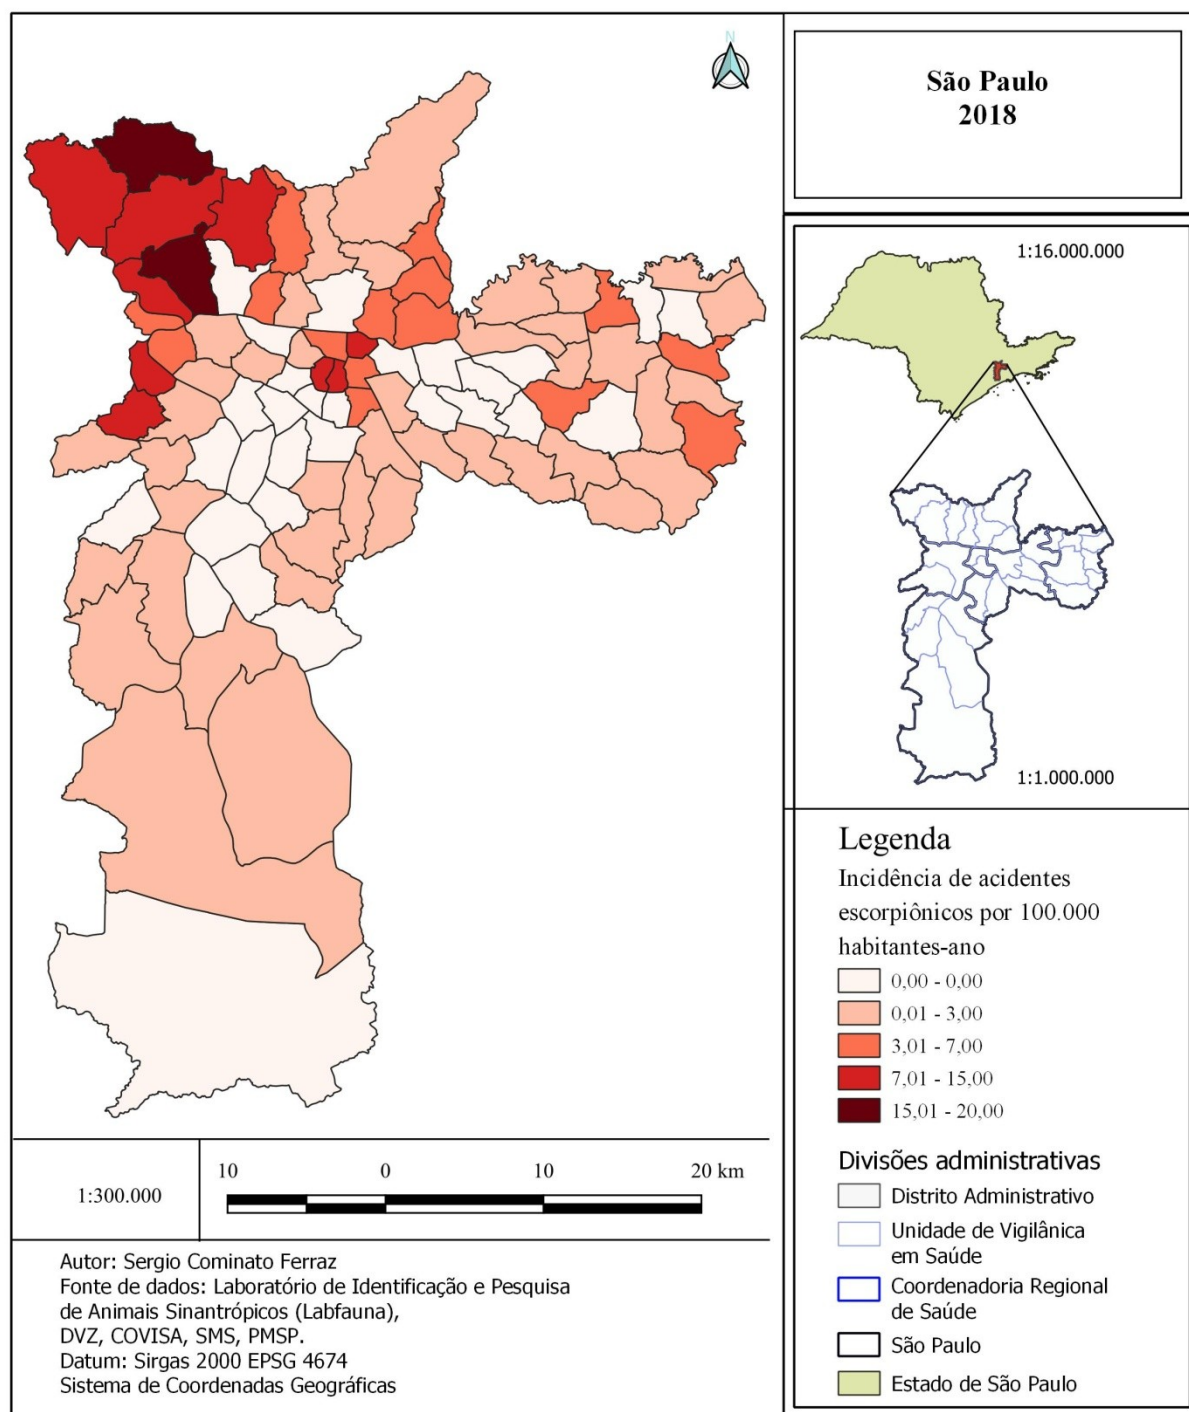 N
São Paulo
2018
1:16.000.000
1:1.000.000
Legenda
Incidência de acidentes
escorpiônicos por 100.000
habitantes-ano
0,00 - 0,00
0,01 - 3,00
3,01 - 7,00
7,01 - 15,00
15,01 - 20,00
Divisões administrativas
Distrito Administrativo
Unidade de Vigilânica
em Saúde
Coordenadoria Regional
de Saúde
São Paulo
Estado de São Paulo
1:300.000
10 0 10 20 km
Autor: Sergio Cominato Ferraz
Fonte de dados: Laboratório de Identificação e Pesquisa
de Animais Sinantrópicos (Labfauna),
DVZ, COVISA, SMS, PMSP.
Datum: Sirgas 2000 EPSG 4674
Sistema de Coordenadas Geográficas